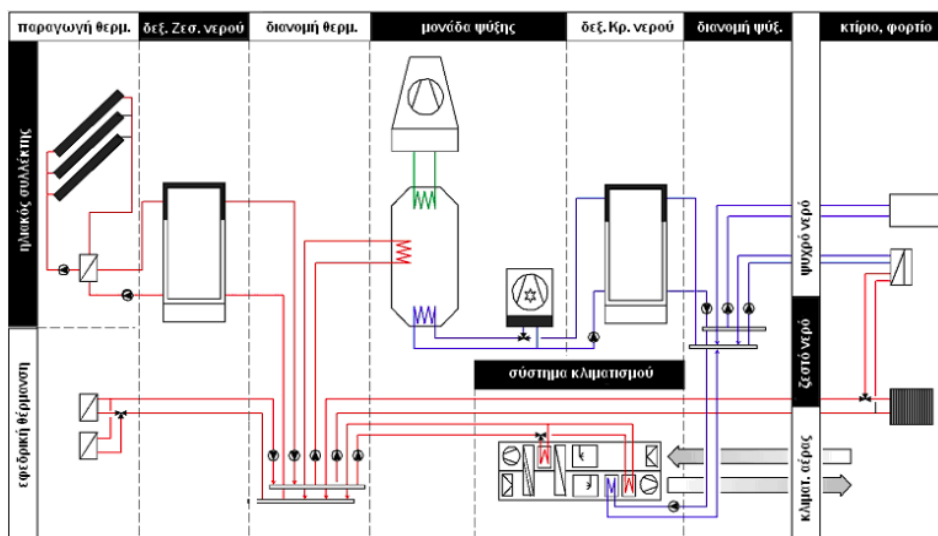 παραγωγή θερμ.
δεξ. Ζεσ. νερού
διανομή θερμ.
μονάδα ψύξης
δεξ. Κρ. νερού
διανομή ψύξ.
κτίριο, φορτίο
ηλιακός συλλέκτης
ψυχρό νερό
ζεστό νερό
σύστημα κλιματισμού
εφεδρική θέρμανση
κλιματ. αέρας